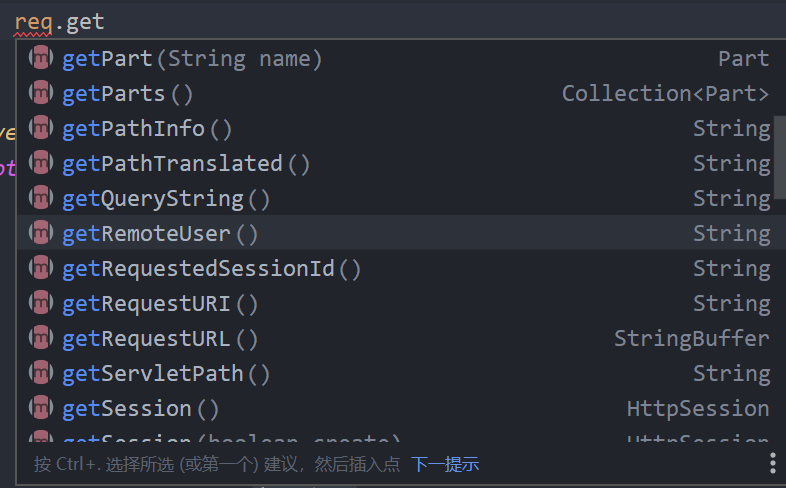 req.get
getPart(String name) Part
getParts() Collection<Part>
getPathInfo() String
getPathTranslated() String
getQueryString() String
getRemoteUser() String
getRequestedSessionId() String
getRequestURI() String
getRequestURL() StringBuffer
getServletPath() String
getSession() HttpSession
getSession(boolean create) HttpSession
按 Ctrl+. 选择所选 (或第一个) 建议，然后插入点 下一提示